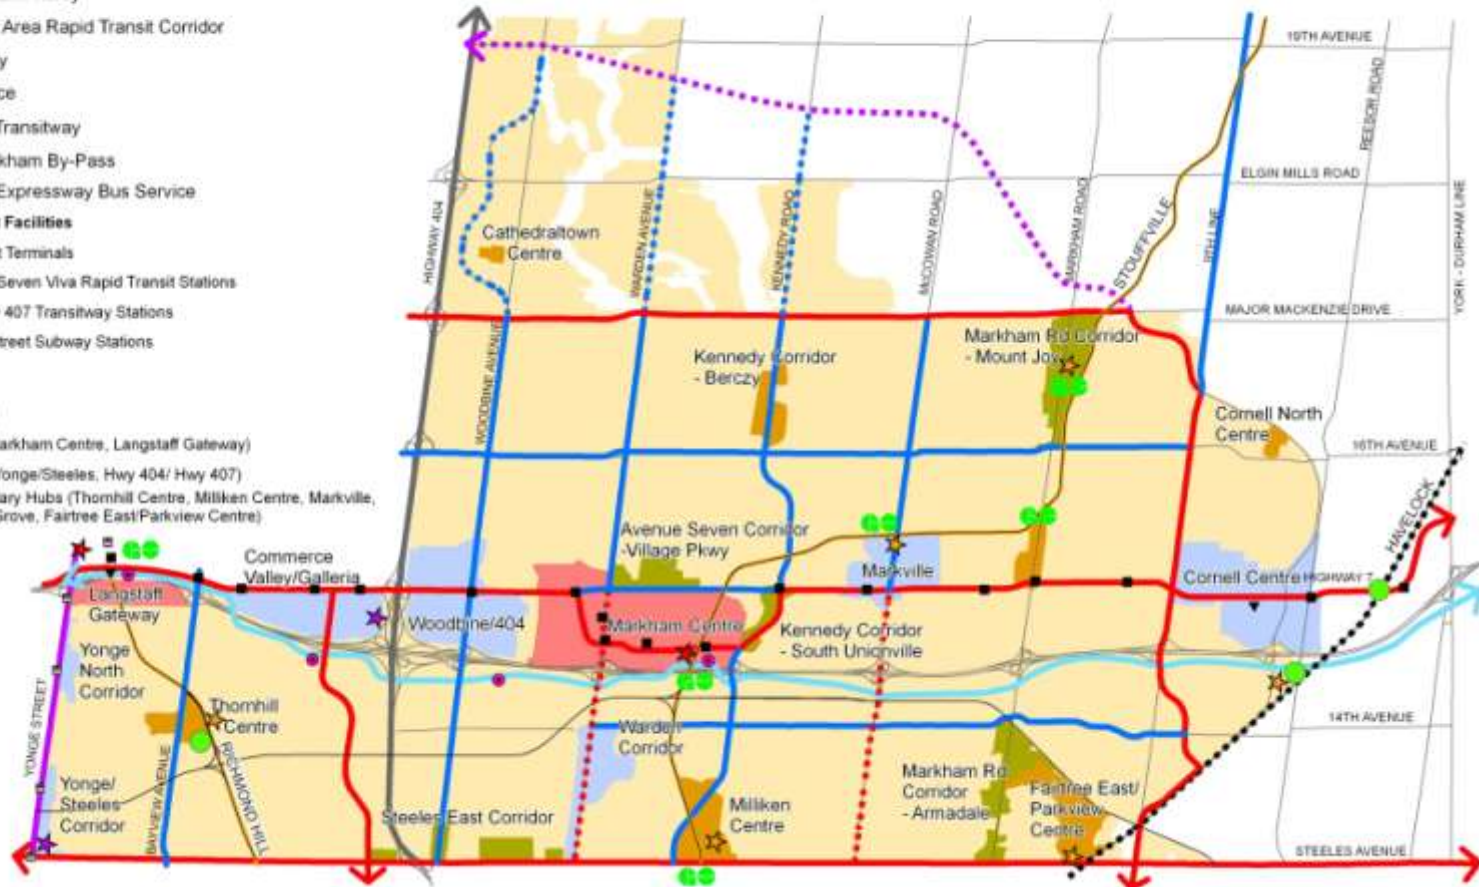 Area Rapid Transit Corridor
Transitway
kham By-Pass
Expressway Bus Service
Facilities
t Terminals
Seven Viva Rapid Transit Stations
407 Transitway Stations
treet Subway Stations
arkham Centre, Langstaff Gateway)
Yonge/Steeles, Hwy 404/ Hwy 407)
ary Hubs (Thornhill Centre, Milliken Centre, Markville,
Grove, Fairtree East/Parkview Centre)
19TH AVENUE
REESOR ROAD
ELGIN MILLS ROAD
YORK - DURHAM LINE
HIGHWAY 404
WARDEN AVENUE
KENNEDY ROAD
McCOWAN ROAD
MARKHAM ROAD
STOUFFVILLE
9TH LINE
Cathedraltown
Centre
MAJOR MACKENZIE DRIVE
WOODBINE AVENUE
Kennedy Corridor
- Berczy
Markham Rd Corridor
- Mount Joy
Cornell North
Centre
16TH AVENUE
HAVELOCK
Avenue Seven Corridor
-Village Pkwy
Commerce
Valley/Galleria
Markville
Cornell Centre
HIGHWAY 7
Langstaff
Gateway
Woodbine/404
Markham Centre
Kennedy Corridor
- South Unionville
Yonge
North
Corridor
YONGE STREET
Thornhill
Centre
Warden
Corridor
14TH AVENUE
BAYVIEW AVENUE
RICHMOND HILL
Yonge/
Steeles
Corridor
Steeles East Corridor
Milliken
Centre
Markham Rd
Corridor
- Armadale
Fairtree East/
Parkview
Centre
STEELES AVENUE